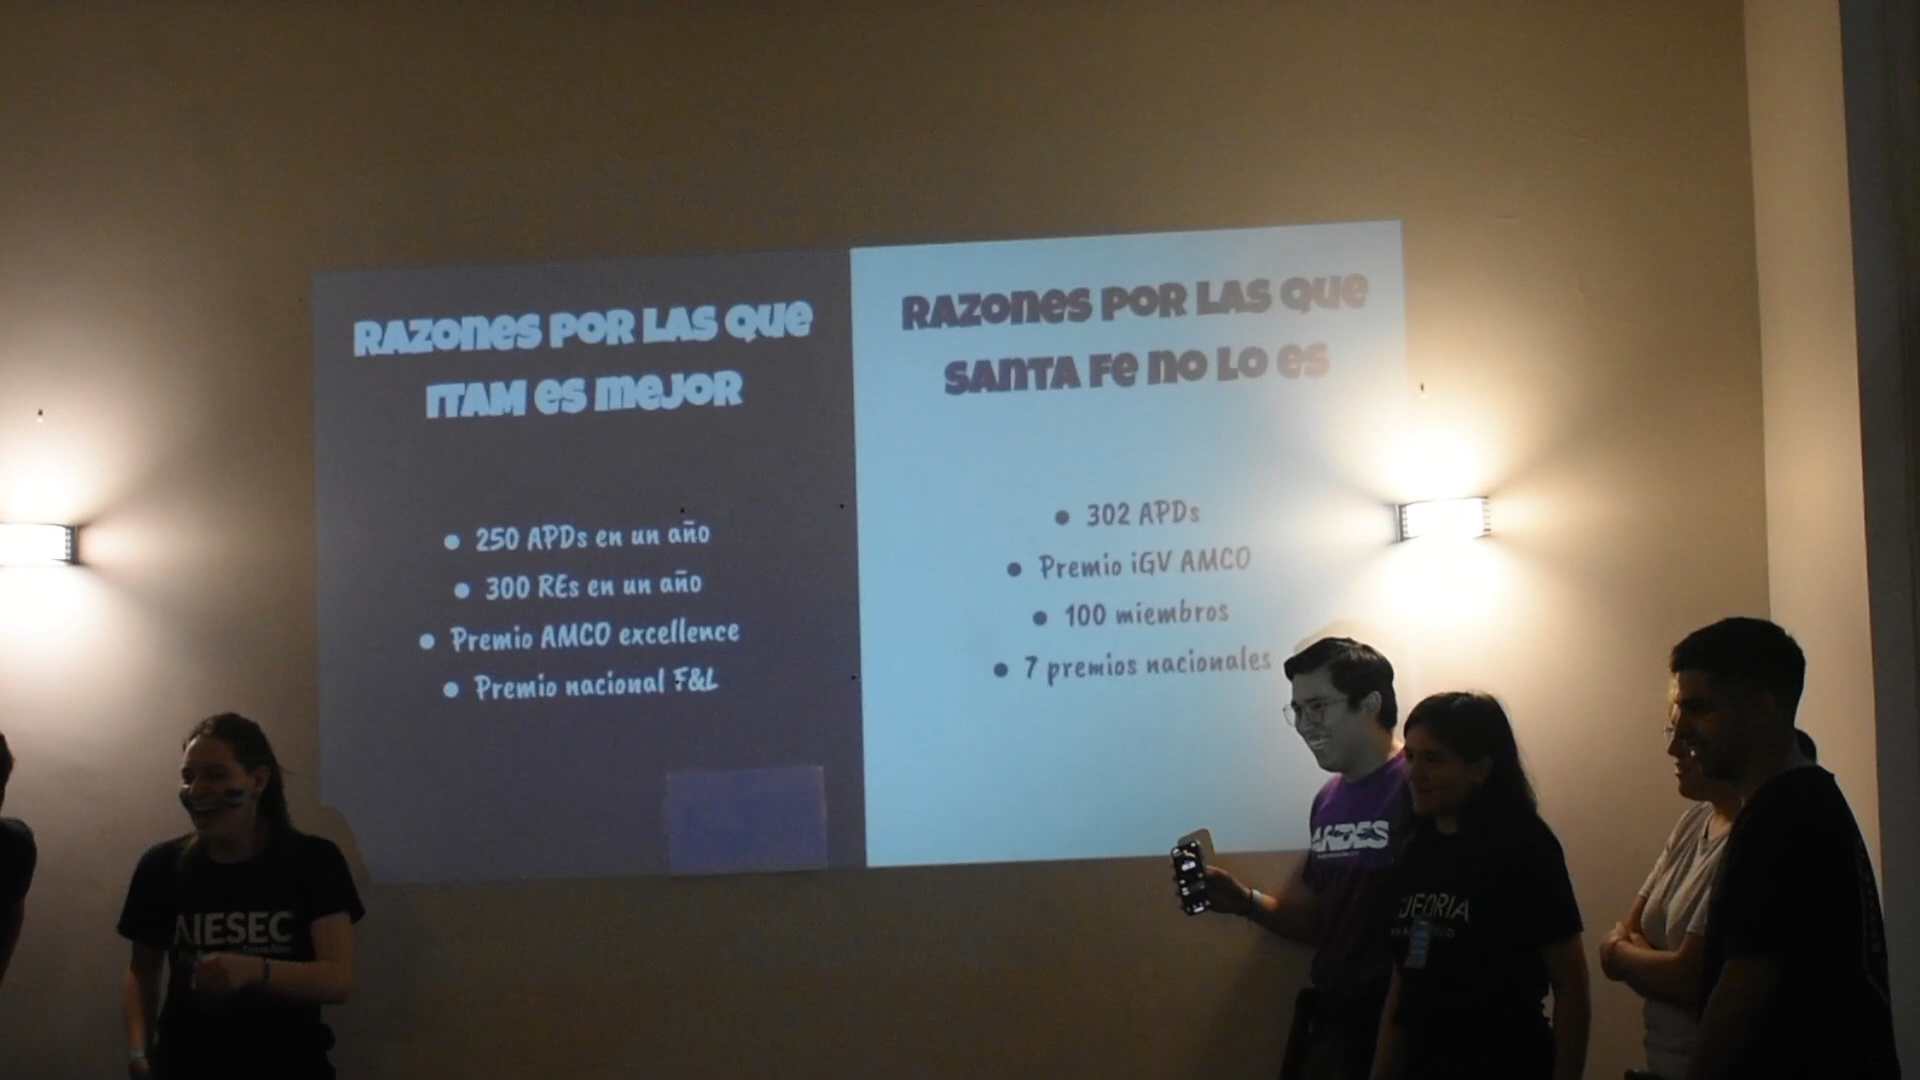 RAZONES POR LAS QUE
ITAM ES MEJOR
• 250 APDs en un año
• 300 REs en un año
• Premio AMCO excellence
• Premio nacional F&L
RAZONES POR LAS QUE
SANTA FE NO LO ES
• 302 APDs
• Premio iGV AMCO
• 100 miembros
• 7 premios nacionales
AIESEC
ANDES